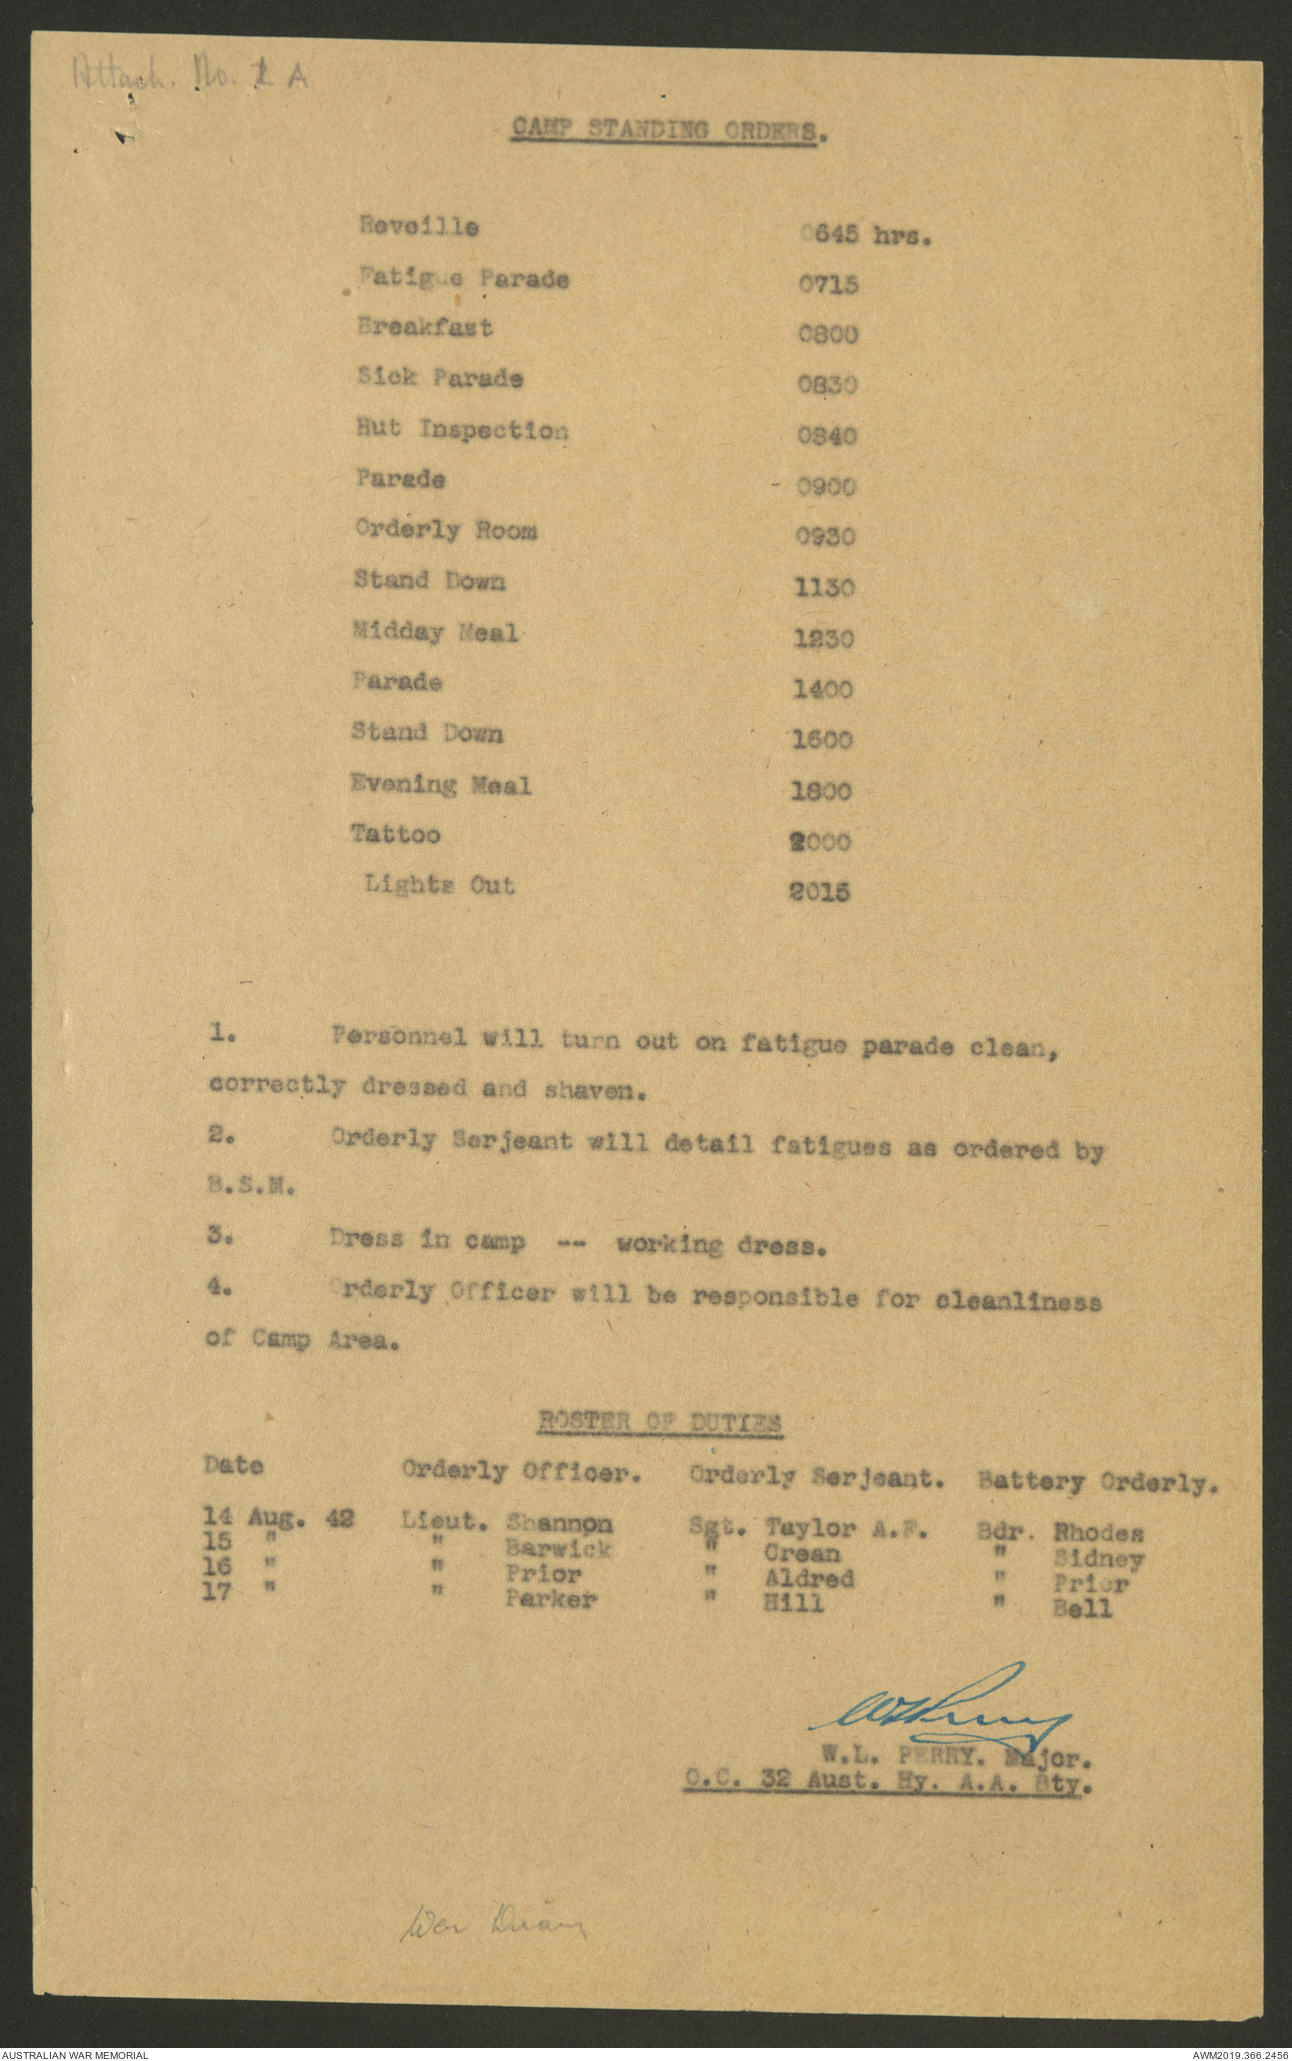 Attach. No. 1 A
CAMP STANDING ORDERS.
Reveille 0645 hrs.
Fatigue Parade 0715
Breakfast 0800
Sick Parade 0830
Hut Inspection 0840
Parade 0900
Orderly Room 0930
Stand Down 1130
Midday Meal 1230
Parade 1400
Stand Down 1600
Evening Meal 1800
Tattoo 2000
Lights Out 2015
1. Personnel will turn out on fatigue parade clean,
correctly dressed and shaven.
2. Orderly Serjeant will detail fatigues as ordered by
B.S.M.
3. Dress in camp -- working dress.
4. Orderly Officer will be responsible for cleanliness
of Camp Area.
ROSTER OF DUTIES
Date Orderly Officer. Orderly Serjeant. Battery Orderly.
14 Aug. 42 Lieut. Shannon Sgt. Taylor A.F. Bdr. Rhodes
15 " " Barwick " Crean " Sidney
16 " " Prior " Aldred " Prior
17 " " Parker " Hill " Bell
WLPerry
W.L. PERRY. Major.
O.C. 32 Aust. Hy. A.A. Bty.
War Diary
AUSTRALIAN WAR MEMORIAL AWM2019.366.2456